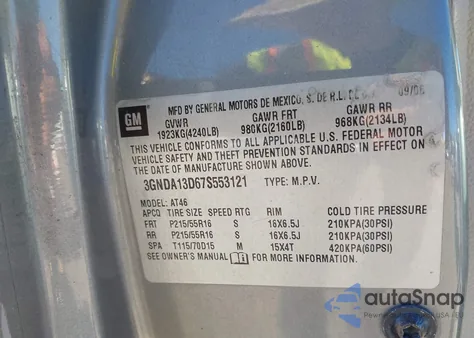 MFD BY GENERAL MOTORS DE MEXICO, S. DE R.L. DE 09/06
GM
GVWR GAWR FRT GAWR RR
1923KG(4240LB) 980KG(2160LB) 968KG(2134LB)
THIS VEHICLE CONFORMS TO ALL APPLICABLE U.S. FEDERAL MOTOR
VEHICLE SAFETY AND THEFT PREVENTION STANDARDS IN EFFECT ON
THE DATE OF MANUFACTURE SHOWN ABOVE.
3GNDA13D67S553121 TYPE: M.P.V.
MODEL: AT46
APCO TIRE SIZE SPEED RTG RIM COLD TIRE PRESSURE
FRT P215/55R16 S 16X6.5J 210KPA(30PSI)
RR P215/55R16 S 16X6.5J 210KPA(30PSI)
SPA T115/70D15 M 15X4T 420KPA(60PSI)
SEE OWNER'S MANUAL FOR MORE INFORMATION.
autoSnap